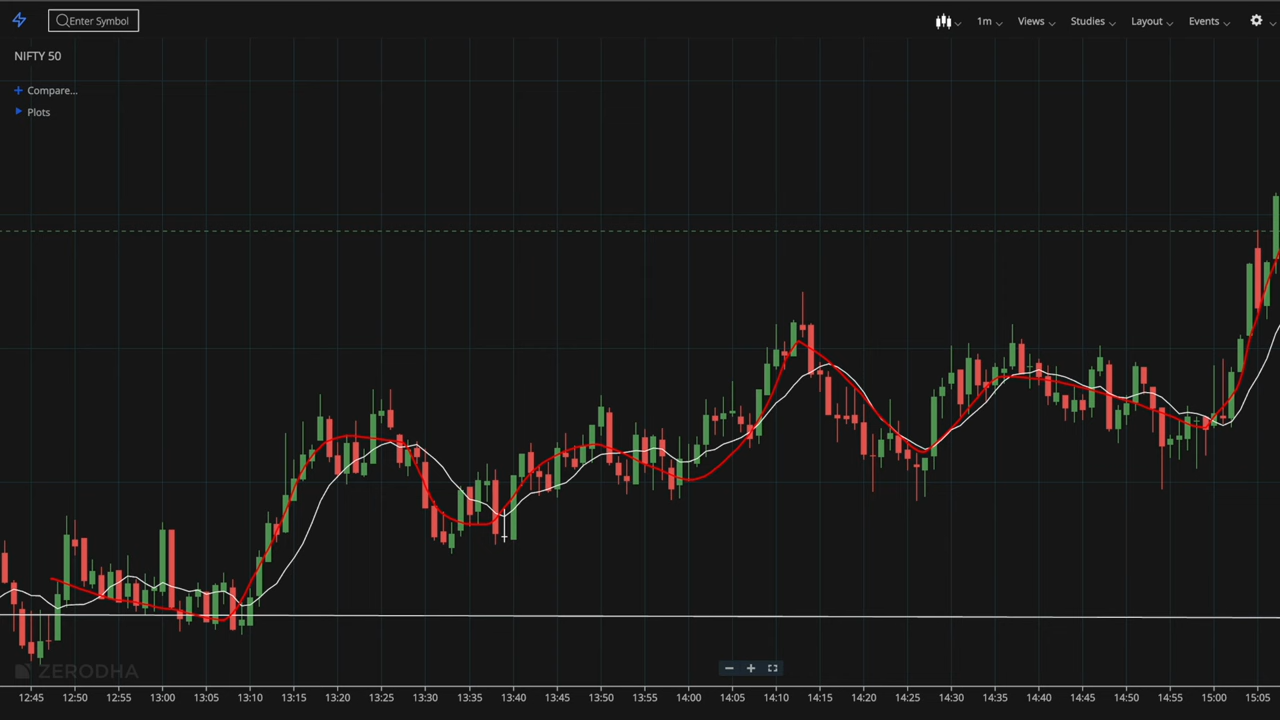 Enter Symbol
1m Views Studies Layout Events
NIFTY 50
Compare...
Plots
ZERODHA
12:45 12:50 12:55 13:00 13:05 13:10 13:15 13:20 13:25 13:30 13:35 13:40 13:45 13:50 13:55 14:00 14:05 14:10 14:15 14:20 14:25 14:30 14:35 14:40 14:45 14:50 14:55 15:00 15:05